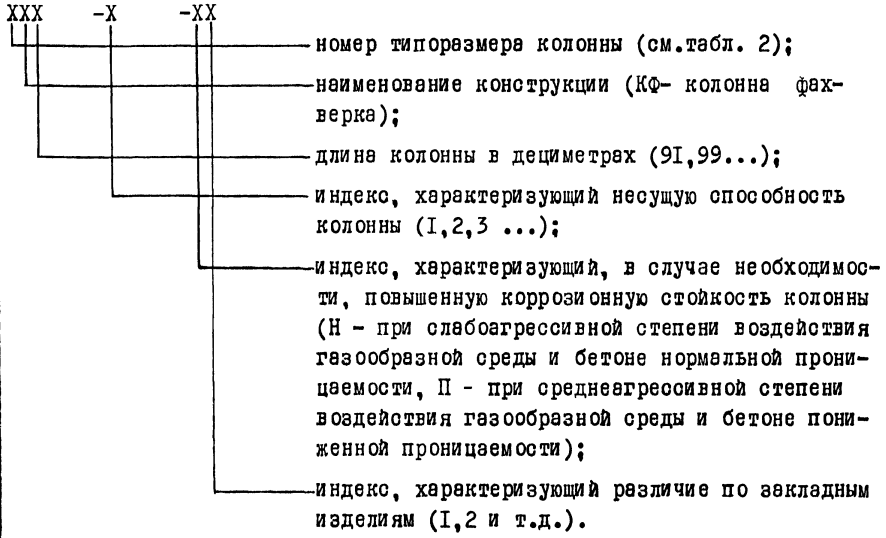 ХХХ -Х -ХХ
номер типоразмера колонны (см.табл. 2);
наименование конструкции (КФ- колонна фах-
верка);
длина колонны в дециметрах (9I,99...);
индекс, характеризующий несущую способность
колонны (I,2,3 ...);
индекс, характеризующий, в случае необходимос-
ти, повышенную коррозионную стойкость колонны
(Н - при слабоагрессивной степени воздействия
газообразной среды и бетоне нормальной прони-
цаемости, П - при среднеагрессивной степени
воздействия газообразной среды и бетоне пони-
женной проницаемости);
индекс, характеризующий различие по закладным
изделиям (I,2 и т.д.).